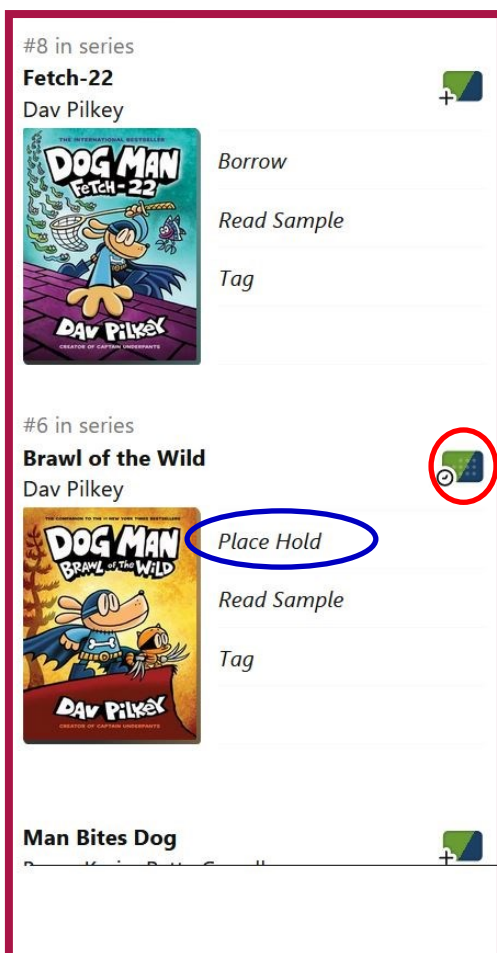 #8 in series
Fetch-22
Dav Pilkey
THE INTERNATIONAL BESTSELLER
DOG MAN
FETCH-22
DAV PILKEY
CREATOR OF CAPTAIN UNDERPANTS
Borrow
Read Sample
Tag
#6 in series
Brawl of the Wild
Dav Pilkey
THE COMPANION TO THE #1 NEW YORK TIMES BESTSELLERS
DOG MAN
BRAWL OF THE WILD
DAV PILKEY
CREATOR OF CAPTAIN UNDERPANTS
Place Hold
Read Sample
Tag
Man Bites Dog